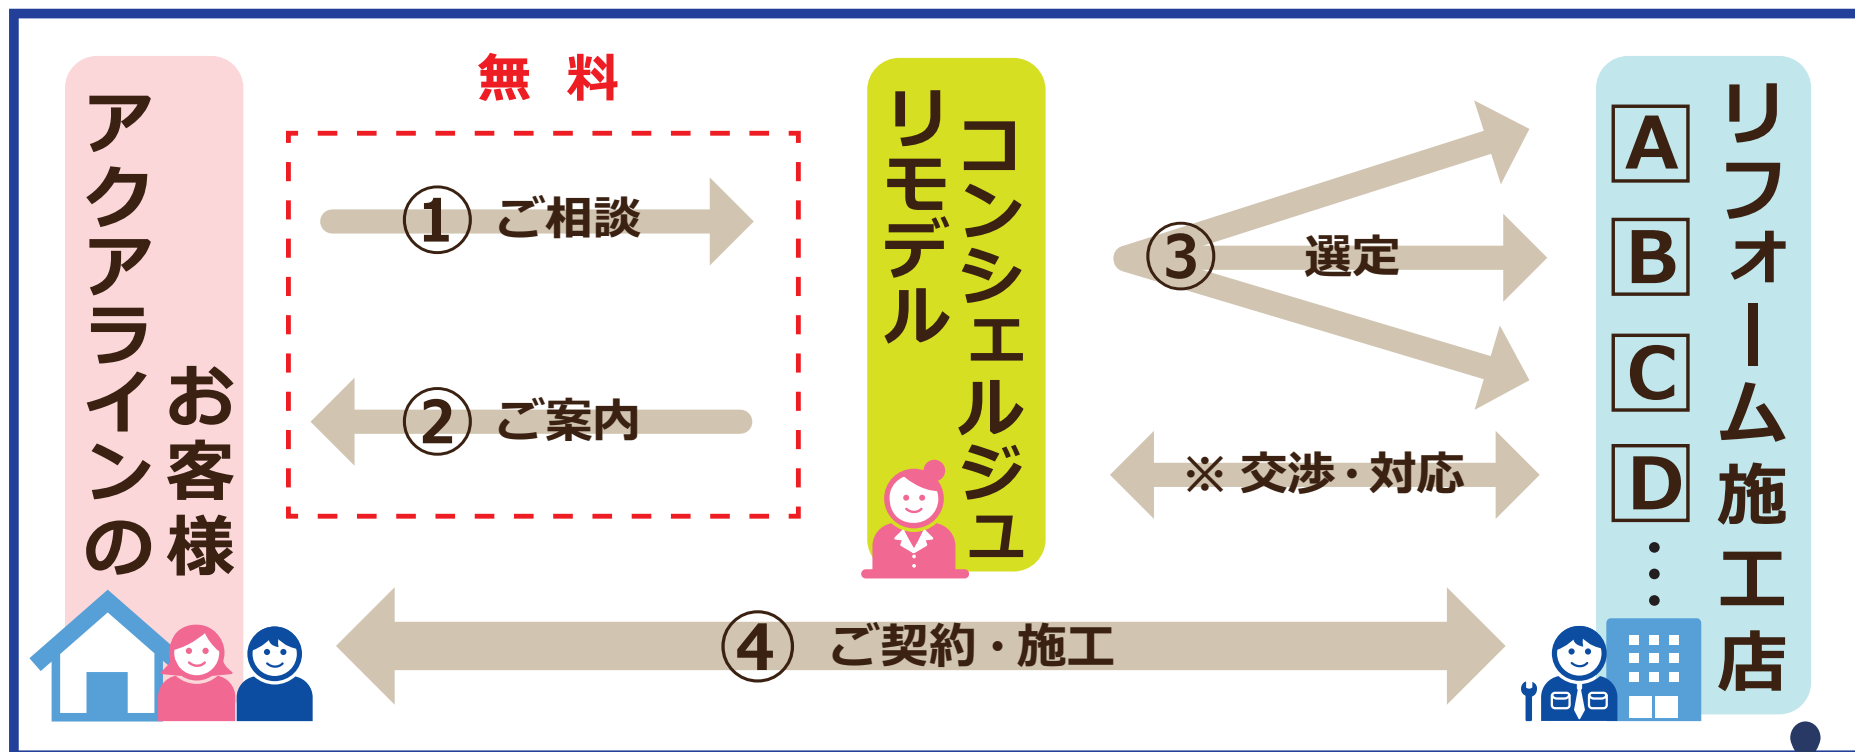 アクアラインの
お客様
無 料
① ご相談
② ご案内
リモデル
コンシェルジュ
③ 選定
※ 交渉・対応
④ ご契約・施工
A
B
C
D
⋮
リフォーム施工店